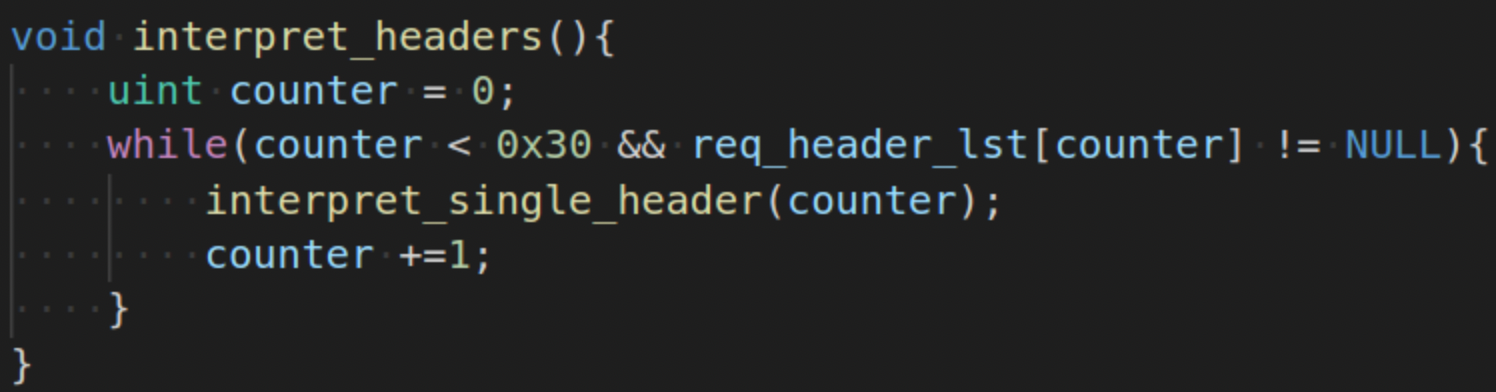 void interpret_headers(){
    uint counter = 0;
    while(counter < 0x30 && req_header_lst[counter] != NULL){
        interpret_single_header(counter);
        counter +=1;
    }
}